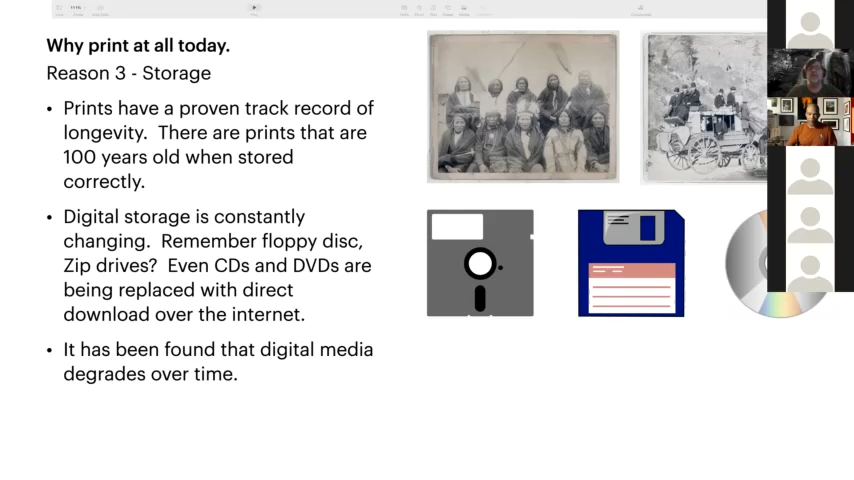 Why print at all today.
Reason 3 - Storage
• Prints have a proven track record of
longevity.  There are prints that are
100 years old when stored
correctly.
• Digital storage is constantly
changing.  Remember floppy disc,
Zip drives?  Even CDs and DVDs are
being replaced with direct
download over the internet.
• It has been found that digital media
degrades over time.